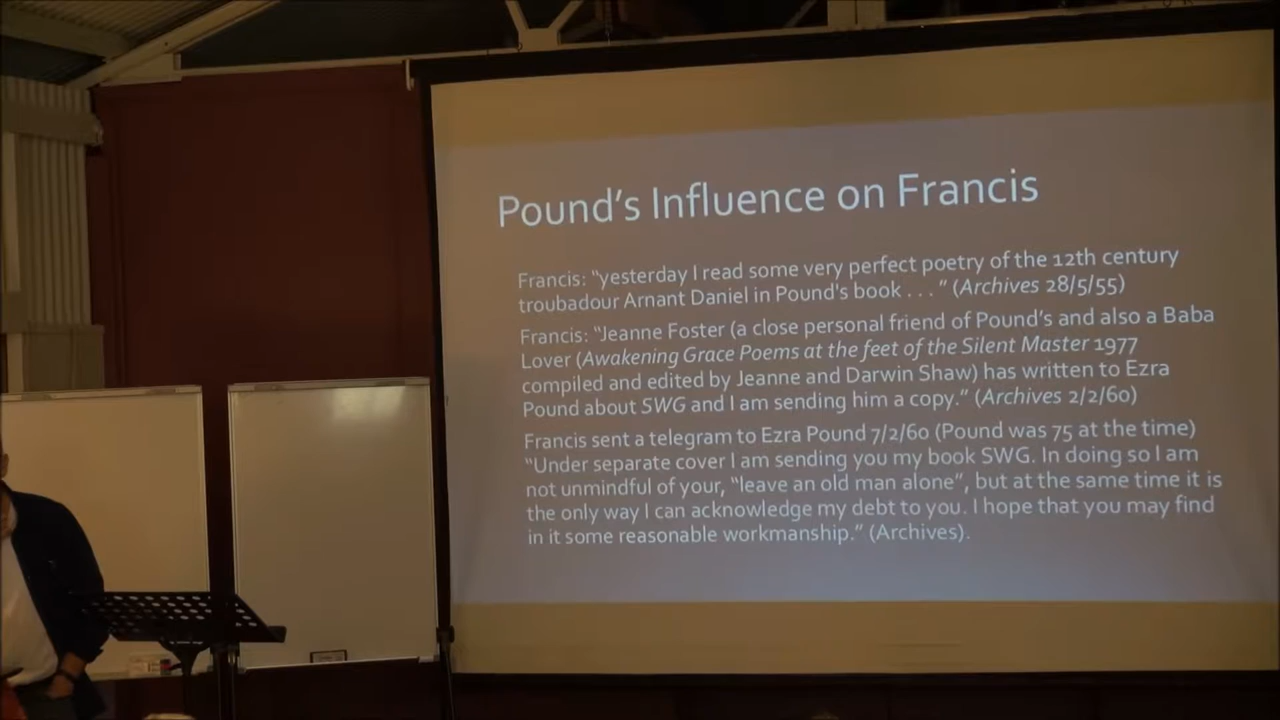 Pound's Influence on Francis
Francis: "yesterday I read some very perfect poetry of the 12th century
troubadour Arnant Daniel in Pound's book . . . " (Archives 28/5/55)
Francis: "Jeanne Foster (a close personal friend of Pound's and also a Baba
Lover (Awakening Grace Poems at the feet of the Silent Master 1977
compiled and edited by Jeanne and Darwin Shaw) has written to Ezra
Pound about SWG and I am sending him a copy." (Archives 2/2/60)
Francis sent a telegram to Ezra Pound 7/2/60 (Pound was 75 at the time)
"Under separate cover I am sending you my book SWG. In doing so I am
not unmindful of your, "leave an old man alone", but at the same time it is
the only way I can acknowledge my debt to you. I hope that you may find
in it some reasonable workmanship." (Archives).